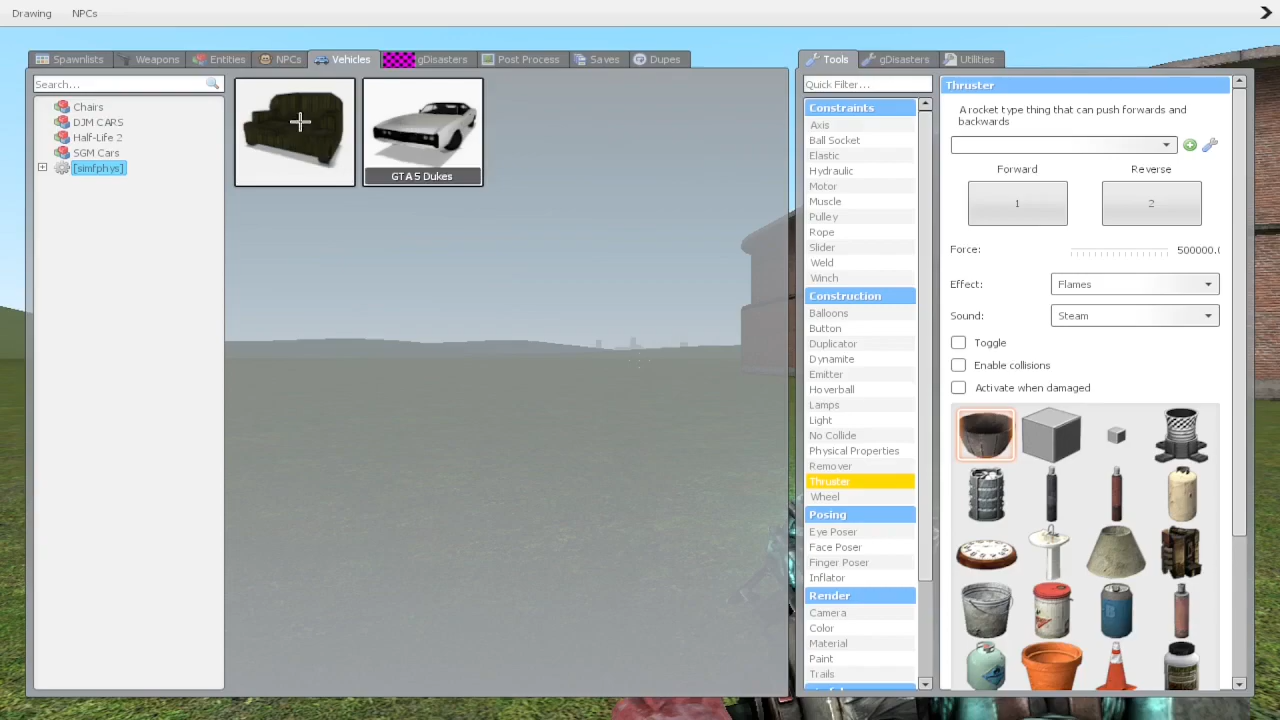 Drawing NPCs
Spawnlists Weapons Entities NPCs Vehicles gDisasters Post Process Saves Dupes
Search...
Chairs
DJM CARS
Half-Life 2
SGM Cars
[simfphys]
GTA 5 Dukes
Tools gDisasters Utilities
Quick Filter...
Constraints
Axis
Ball Socket
Elastic
Hydraulic
Motor
Muscle
Pulley
Rope
Slider
Weld
Winch
Construction
Balloons
Button
Duplicator
Dynamite
Emitter
Hoverball
Lamps
Light
No Collide
Physical Properties
Remover
Thruster
Wheel
Posing
Eye Poser
Face Poser
Finger Poser
Inflator
Render
Camera
Color
Material
Paint
Trails
Thruster
A rocket type thing that can push forwards and
backwards
Forward Reverse
1 2
Force: 500000.
Effect: Flames
Sound: Steam
Toggle
Enable collisions
Activate when damaged